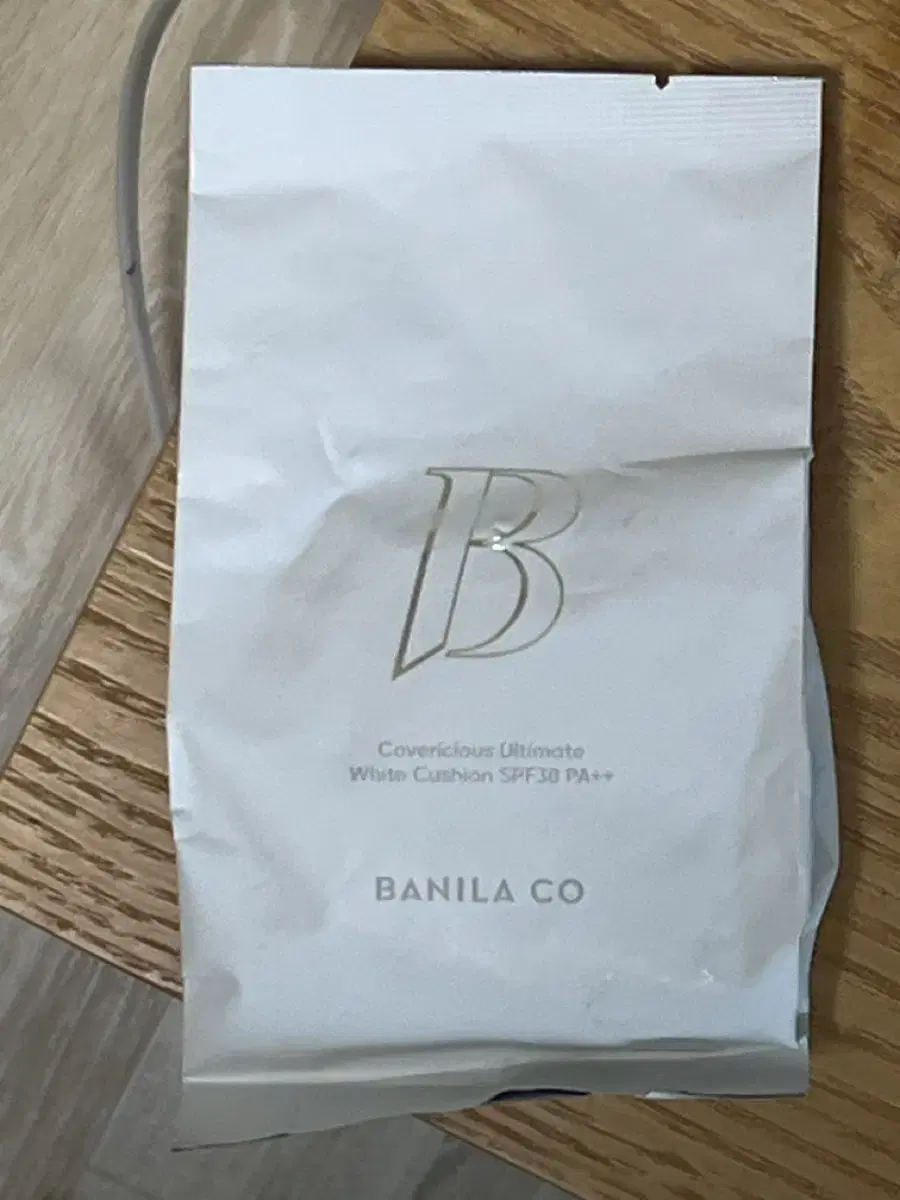 B
Covericious Ultimate
White Cushion SPF38 PA++
BANILA CO